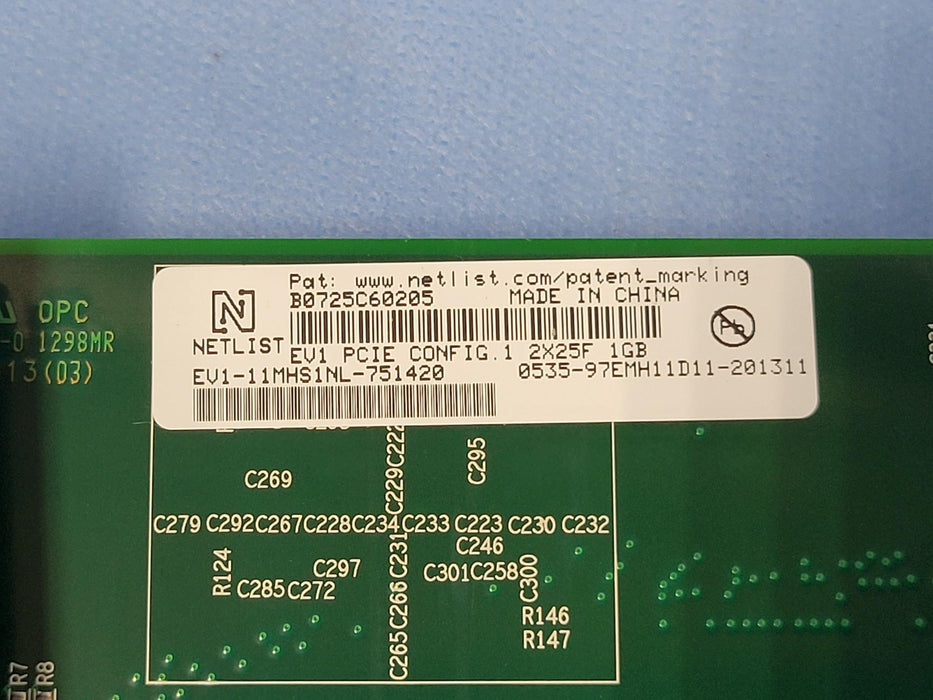 Pat: www.netlist.com/patent_marking
B0725C60205 MADE IN CHINA
Pb
NETLIST
EV1 PCIE CONFIG.1 2X25F 1GB
EV1-11MHS1NL-751420 0535-97EMH11D11-201311
OPC
-0 1298MR
13(03)
C222
C229
C295
C269
C279 C292 C267 C228 C234 C233 C223 C230 C232
C246
C231
R124
C297
C301 C258
C300
C285 C272
C266
R146
R147
C265
R7
R8